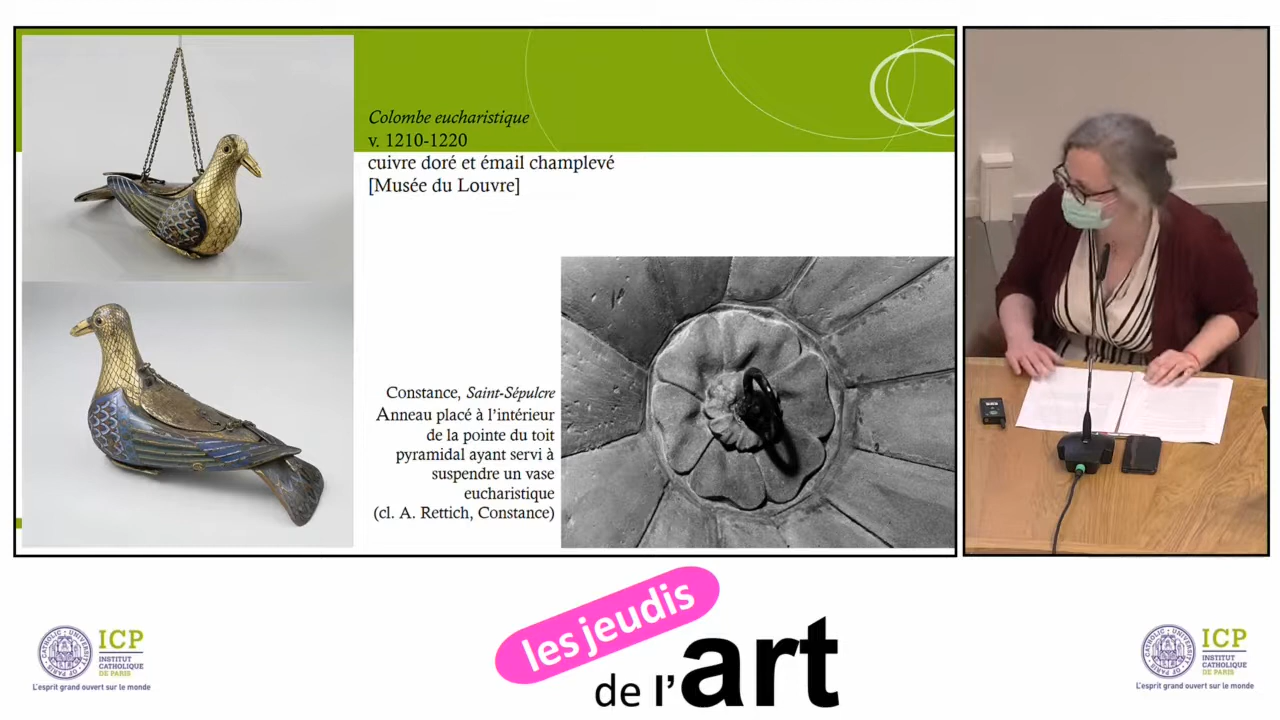 Colombe eucharistique
v. 1210-1220
cuivre doré et émail champlevé
[Musée du Louvre]
Constance, Saint-Sépulcre
Anneau placé à l'intérieur
de la pointe du toit
pyramidal ayant servi à
suspendre un vase
eucharistique
(cl. A. Rettich, Constance)
les jeudis
de l'art
ICP
INSTITUT
CATHOLIQUE
DE PARIS
L'esprit grand ouvert sur le monde
ICP
INSTITUT
CATHOLIQUE
DE PARIS
L'esprit grand ouvert sur le monde